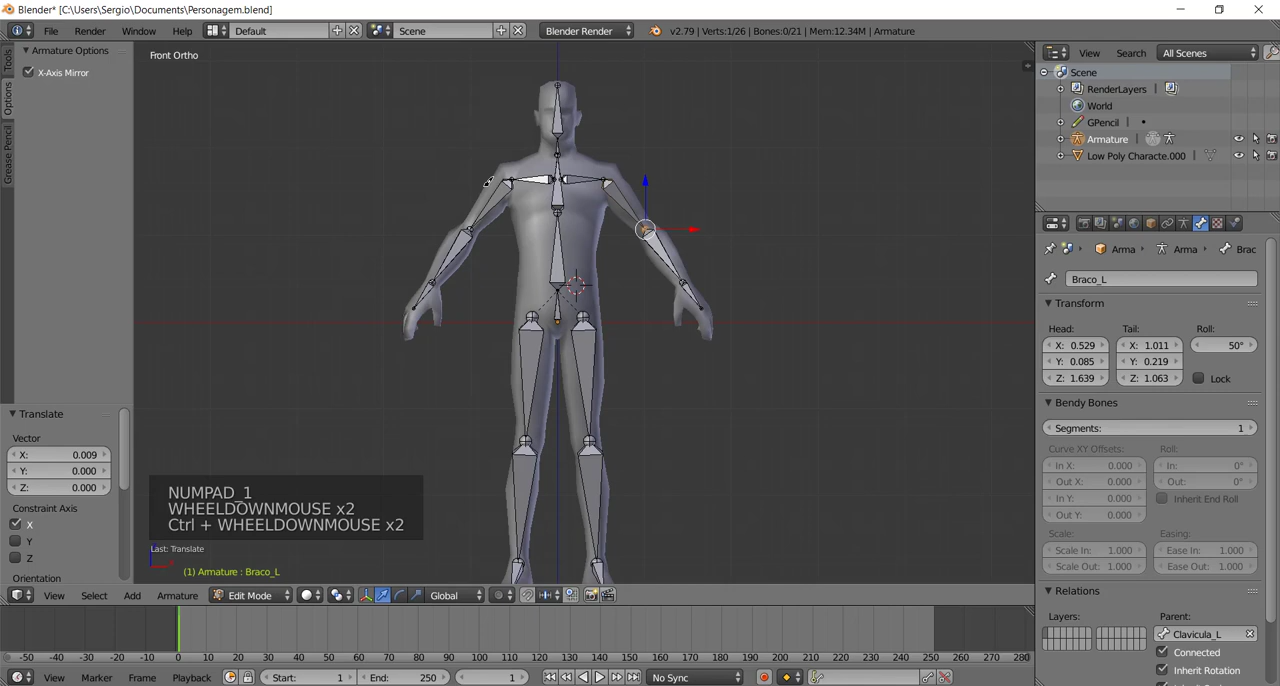 Blender* [C:\Users\Sergio\Documents\Personagem.blend]
File Render Window Help Default Scene Blender Render v2.79 | Verts:1/26 | Bones:0/21 | Mem:12.34M | Armature
Tools
Options
Grease Pencil
Armature Options
X-Axis Mirror
Front Ortho
View Search All Scenes
Scene
RenderLayers
World
GPencil
Armature
Low Poly Characte.000
Arma Arma Brac
Braco_L
Transform
Head: Tail: Roll:
X: 0.529 X: 1.011 50°
Y: 0.085 Y: 0.219
Z: 1.639 Z: 1.063 Lock
Bendy Bones
Segments: 1
Curve XY Offsets: Roll:
In X: 0.000 In: 0°
Out X: 0.000 Out: 0°
In Y: 0.000 Inherit End Roll
Out Y: 0.000
Scale: Easing:
Scale In: 1.000 Ease In: 1.000
Scale Out: 1.000 Ease Out: 1.000
Relations
Layers: Parent:
Clavicula_L
Connected
Inherit Rotation
Translate
Vector
X: 0.009
Y: 0.000
Z: 0.000
Constraint Axis
X
Y
Z
Orientation
NUMPAD_1
WHEELDOWNMOUSE x2
Ctrl + WHEELDOWNMOUSE x2
Last: Translate
(1) Armature : Braco_L
View Select Add Armature Edit Mode Global
-50 -40 -30 -20 -10 0 10 20 30 40 50 60 70 80 90 100 110 120 130 140 150 160 170 180 190 200 210 220 230 240 250 260 270 280
View Marker Frame Playback Start: 1 End: 250 1 No Sync